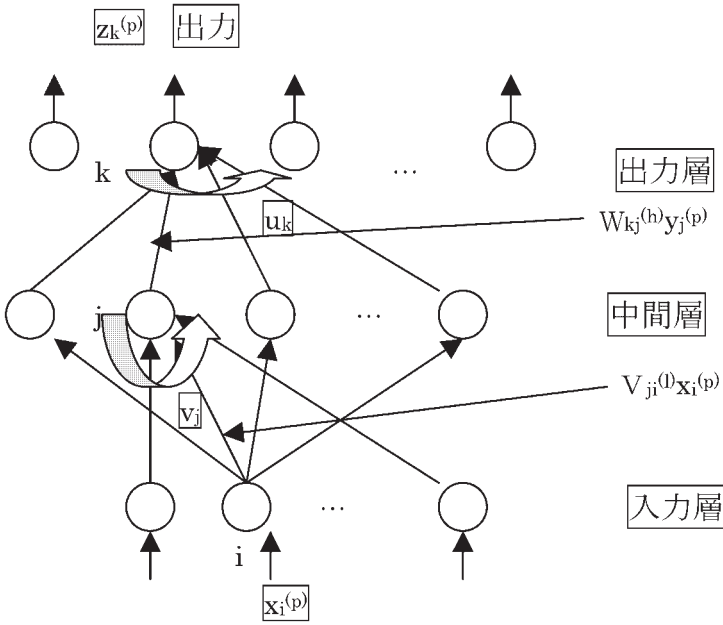 zk(p) 出力
k
…
出力層
uk
Wkj(h)yj(p)
j
…
中間層
vj
Vji(l)xi(p)
…
入力層
i
xi(p)